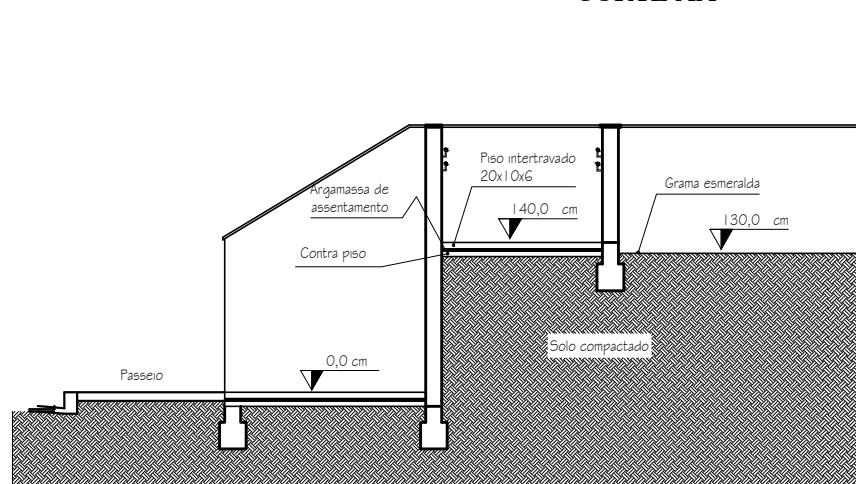 Piso intertravado
20x10x6
Argamassa de
assentamento
Grama esmeralda
140,0 cm
130,0 cm
Contra piso
Solo compactado
0,0 cm
Passeio